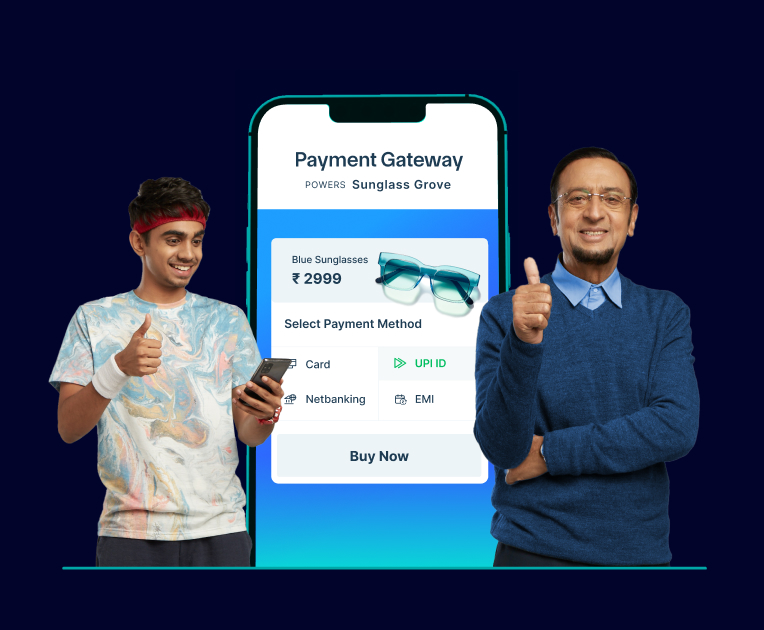 Payment Gateway
POWERS Sunglass Grove
Blue Sunglasses
₹ 2999
Select Payment Method
Card
UPI ID
Netbanking
EMI
Buy Now